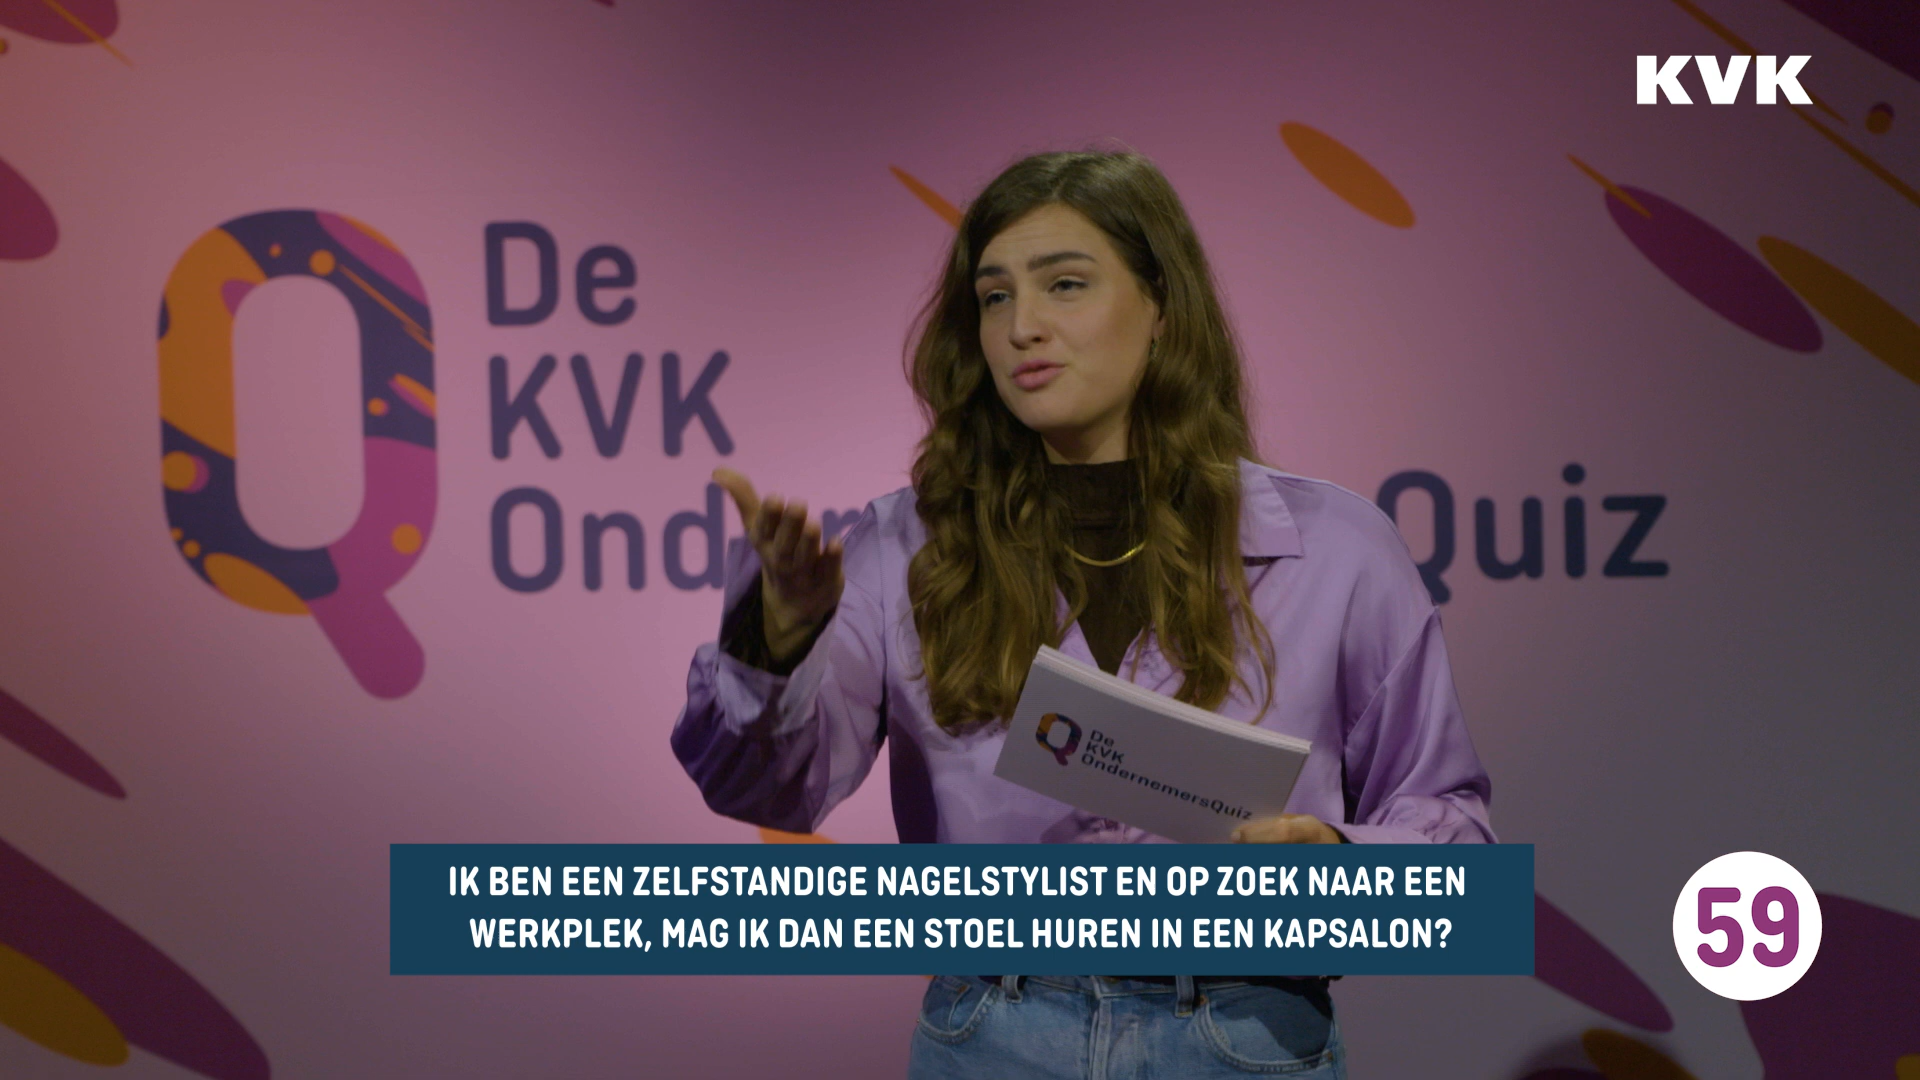 KVK
De
KVK
Quiz
De
KVK
OndernemersQuiz
IK BEN EEN ZELFSTANDIGE NAGELSTYLIST EN OP ZOEK NAAR EEN
WERKPLEK, MAG IK DAN EEN STOEL HUREN IN EEN KAPSALON?
59